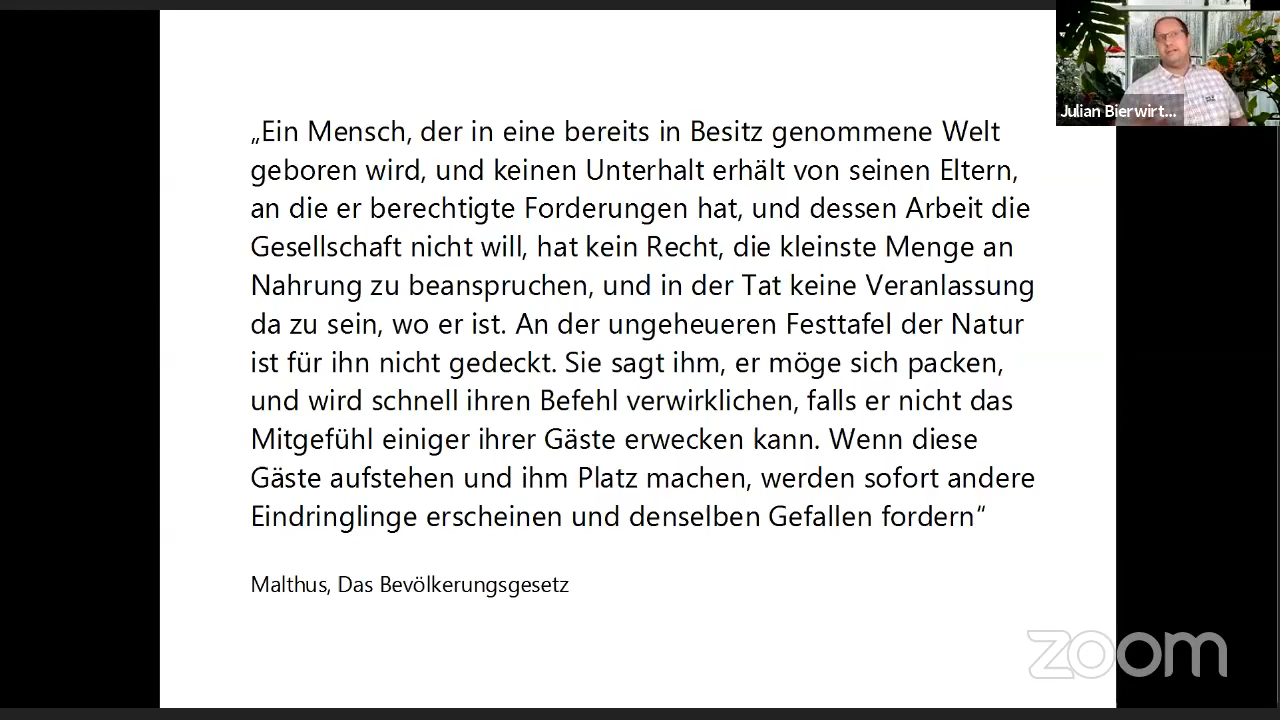 „Ein Mensch, der in eine bereits in Besitz genommene Welt
geboren wird, und keinen Unterhalt erhält von seinen Eltern,
an die er berechtigte Forderungen hat, und dessen Arbeit die
Gesellschaft nicht will, hat kein Recht, die kleinste Menge an
Nahrung zu beanspruchen, und in der Tat keine Veranlassung
da zu sein, wo er ist. An der ungeheueren Festtafel der Natur
ist für ihn nicht gedeckt. Sie sagt ihm, er möge sich packen,
und wird schnell ihren Befehl verwirklichen, falls er nicht das
Mitgefühl einiger ihrer Gäste erwecken kann. Wenn diese
Gäste aufstehen und ihm Platz machen, werden sofort andere
Eindringlinge erscheinen und denselben Gefallen fordern“
Malthus, Das Bevölkerungsgesetz
Julian Bierwirt...
zoom